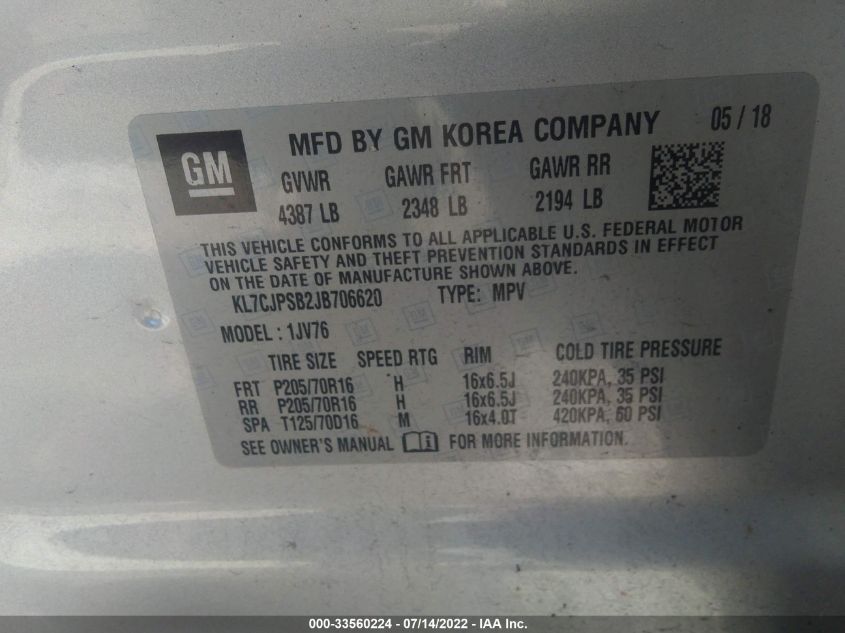 GM
MFD BY GM KOREA COMPANY 05 / 18
GVWR GAWR FRT GAWR RR
4387 LB 2348 LB 2194 LB
THIS VEHICLE CONFORMS TO ALL APPLICABLE U.S. FEDERAL MOTOR
VEHICLE SAFETY AND THEFT PREVENTION STANDARDS IN EFFECT
ON THE DATE OF MANUFACTURE SHOWN ABOVE.
KL7CJPSB2JB706620 TYPE: MPV
MODEL : 1JV76
TIRE SIZE SPEED RTG RIM COLD TIRE PRESSURE
FRT P205/70R16 H 16x6.5J 240KPA, 35 PSI
RR P205/70R16 H 16x6.5J 240KPA, 35 PSI
SPA T125/70D16 M 16x4.0T 420KPA, 60 PSI
SEE OWNER'S MANUAL FOR MORE INFORMATION.
000-33560224 - 07/14/2022 - IAA Inc.